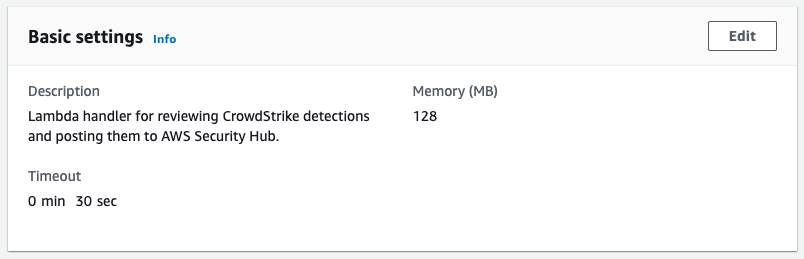 Basic settings Info
Edit
Description
Lambda handler for reviewing CrowdStrike detections
and posting them to AWS Security Hub.
Memory (MB)
128
Timeout
0 min 30 sec